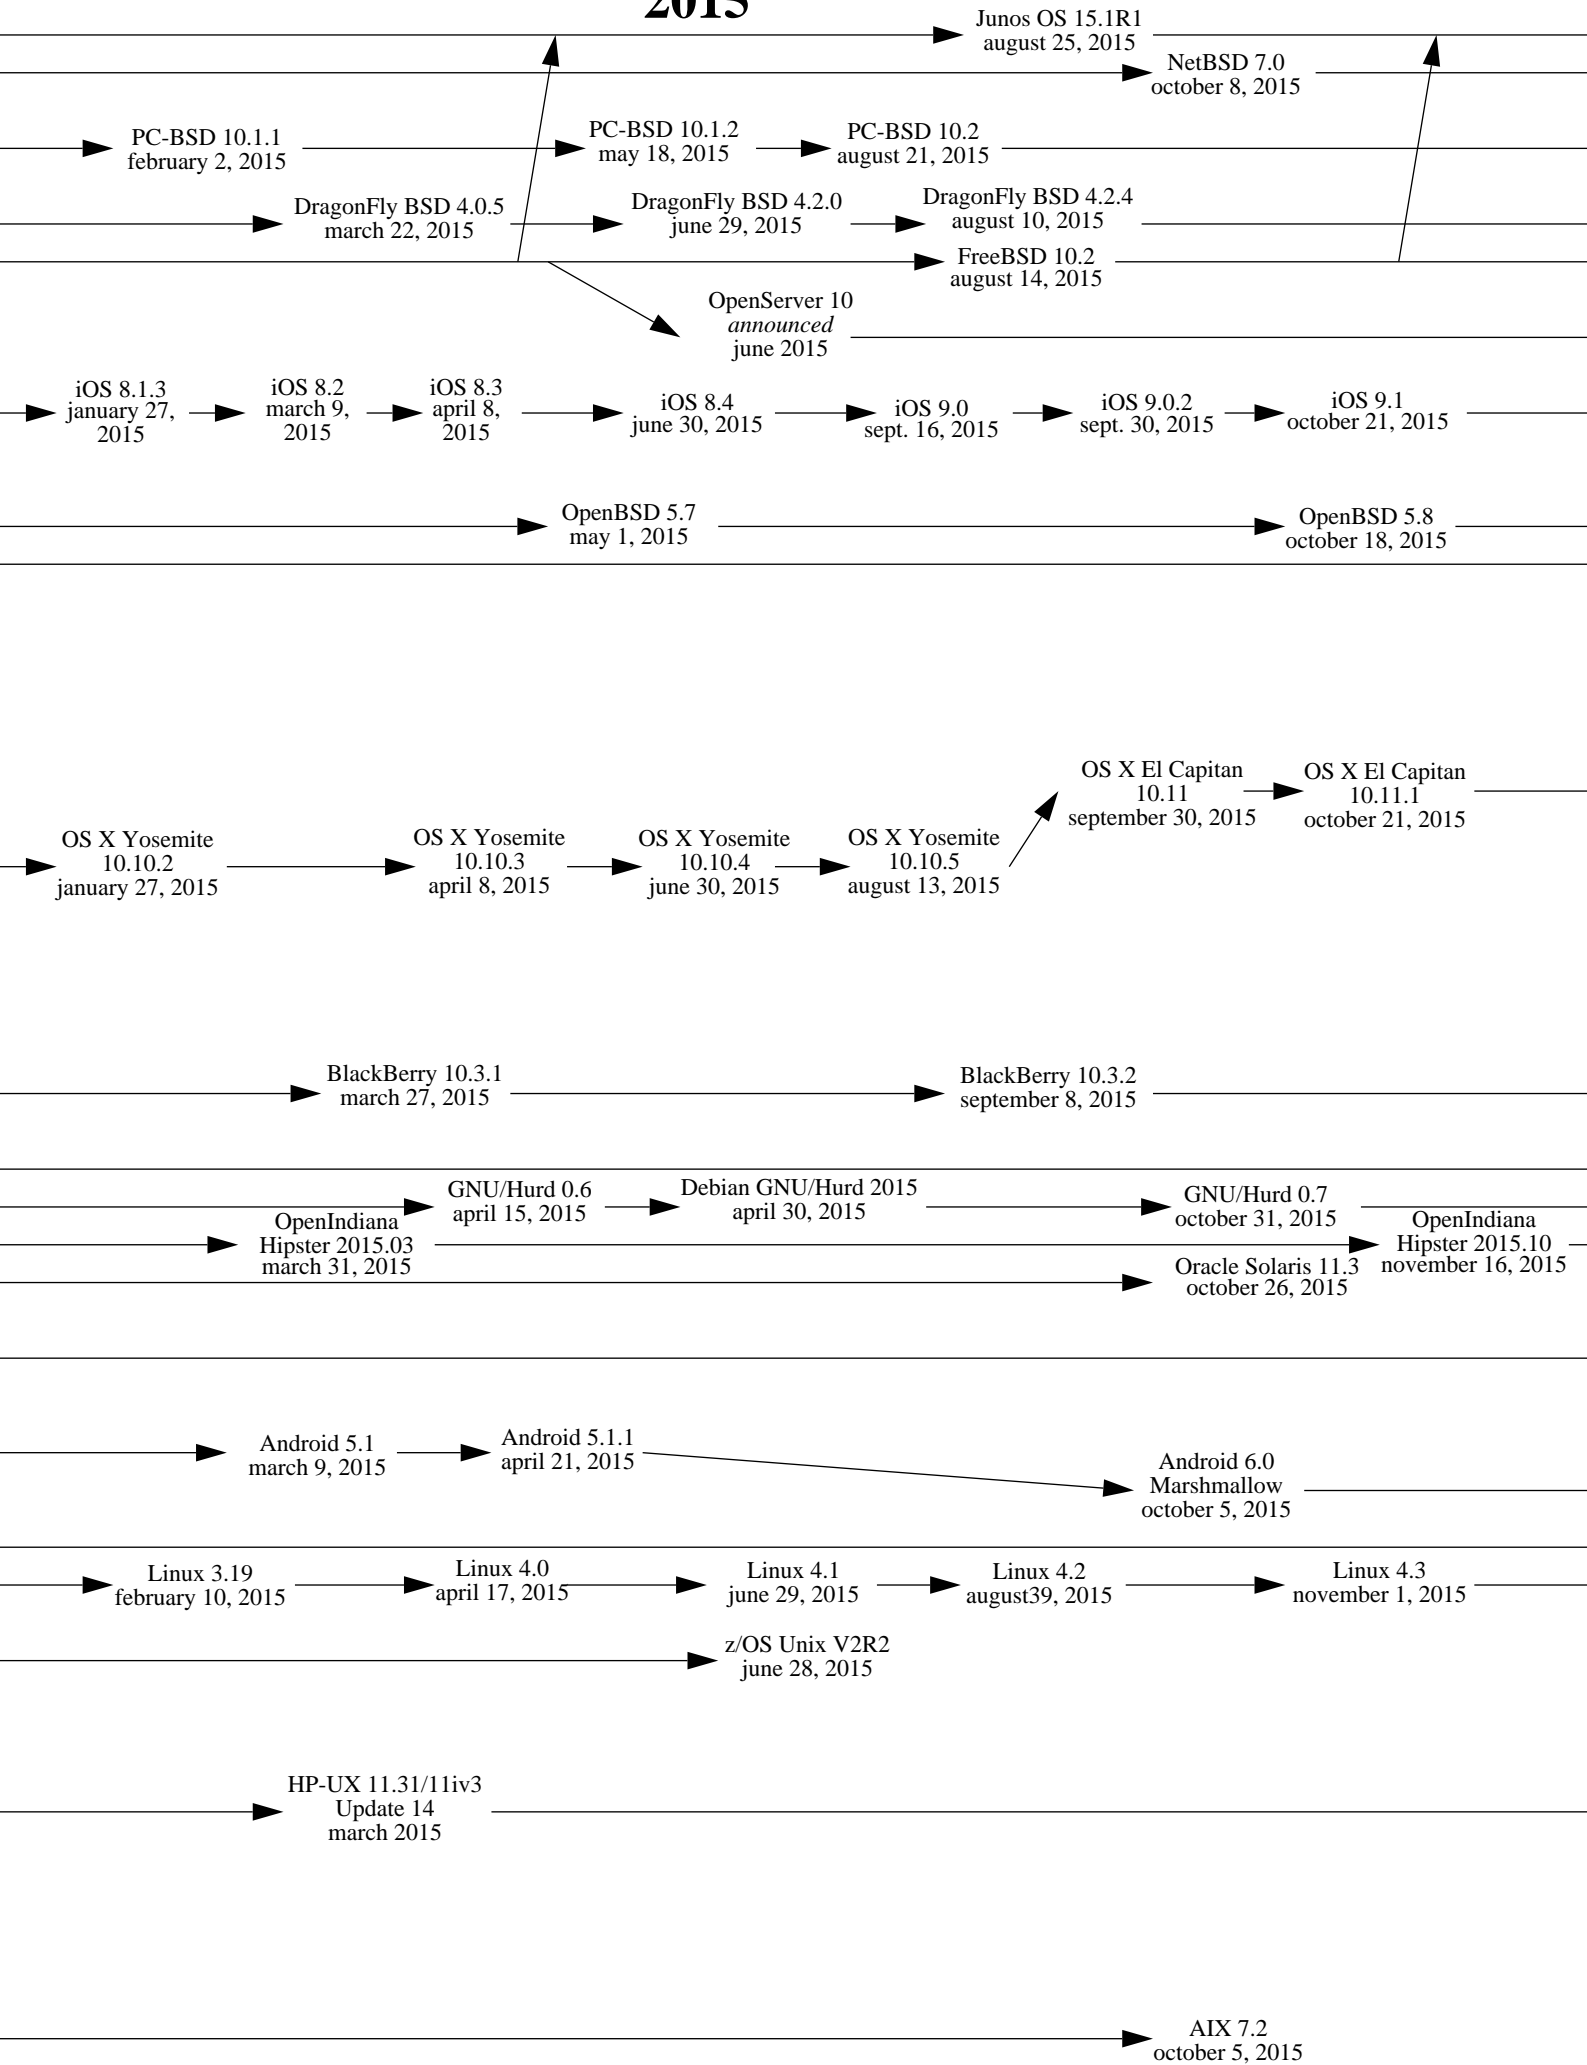 2015
Junos OS 15.1R1
august 25, 2015
NetBSD 7.0
october 8, 2015
PC-BSD 10.1.1
february 2, 2015
PC-BSD 10.1.2
may 18, 2015
PC-BSD 10.2
august 21, 2015
DragonFly BSD 4.0.5
march 22, 2015
DragonFly BSD 4.2.0
june 29, 2015
DragonFly BSD 4.2.4
august 10, 2015
FreeBSD 10.2
august 14, 2015
OpenServer 10
announced
june 2015
iOS 8.1.3
january 27,
2015
iOS 8.2
march 9,
2015
iOS 8.3
april 8,
2015
iOS 8.4
june 30, 2015
iOS 9.0
sept. 16, 2015
iOS 9.0.2
sept. 30, 2015
iOS 9.1
october 21, 2015
OpenBSD 5.7
may 1, 2015
OpenBSD 5.8
october 18, 2015
OS X El Capitan
10.11
september 30, 2015
OS X El Capitan
10.11.1
october 21, 2015
OS X Yosemite
10.10.2
january 27, 2015
OS X Yosemite
10.10.3
april 8, 2015
OS X Yosemite
10.10.4
june 30, 2015
OS X Yosemite
10.10.5
august 13, 2015
BlackBerry 10.3.1
march 27, 2015
BlackBerry 10.3.2
september 8, 2015
GNU/Hurd 0.6
april 15, 2015
Debian GNU/Hurd 2015
april 30, 2015
GNU/Hurd 0.7
october 31, 2015
OpenIndiana
Hipster 2015.03
march 31, 2015
OpenIndiana
Hipster 2015.10
november 16, 2015
Oracle Solaris 11.3
october 26, 2015
Android 5.1
march 9, 2015
Android 5.1.1
april 21, 2015
Android 6.0
Marshmallow
october 5, 2015
Linux 3.19
february 10, 2015
Linux 4.0
april 17, 2015
Linux 4.1
june 29, 2015
Linux 4.2
august39, 2015
Linux 4.3
november 1, 2015
z/OS Unix V2R2
june 28, 2015
HP-UX 11.31/11iv3
Update 14
march 2015
AIX 7.2
october 5, 2015